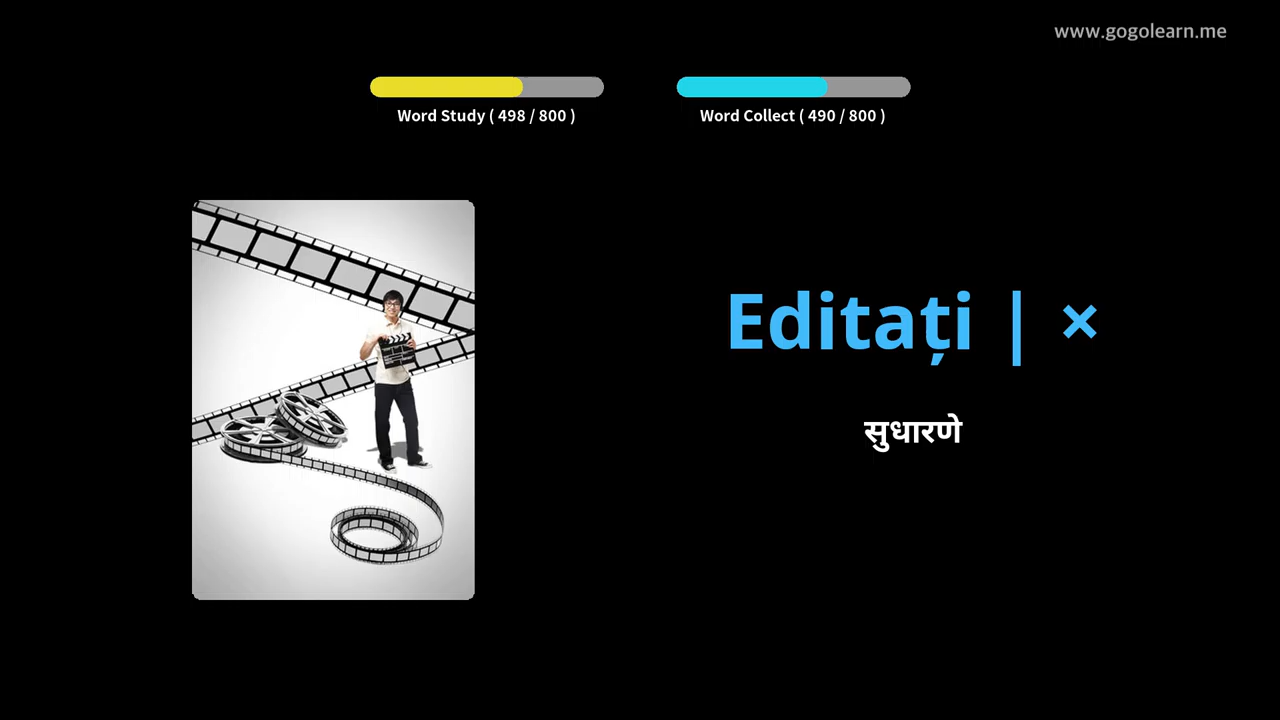 www.gogolearn.me
Word Study ( 498 / 800 )
Word Collect ( 490 / 800 )
Editați | ×
सुधारणे